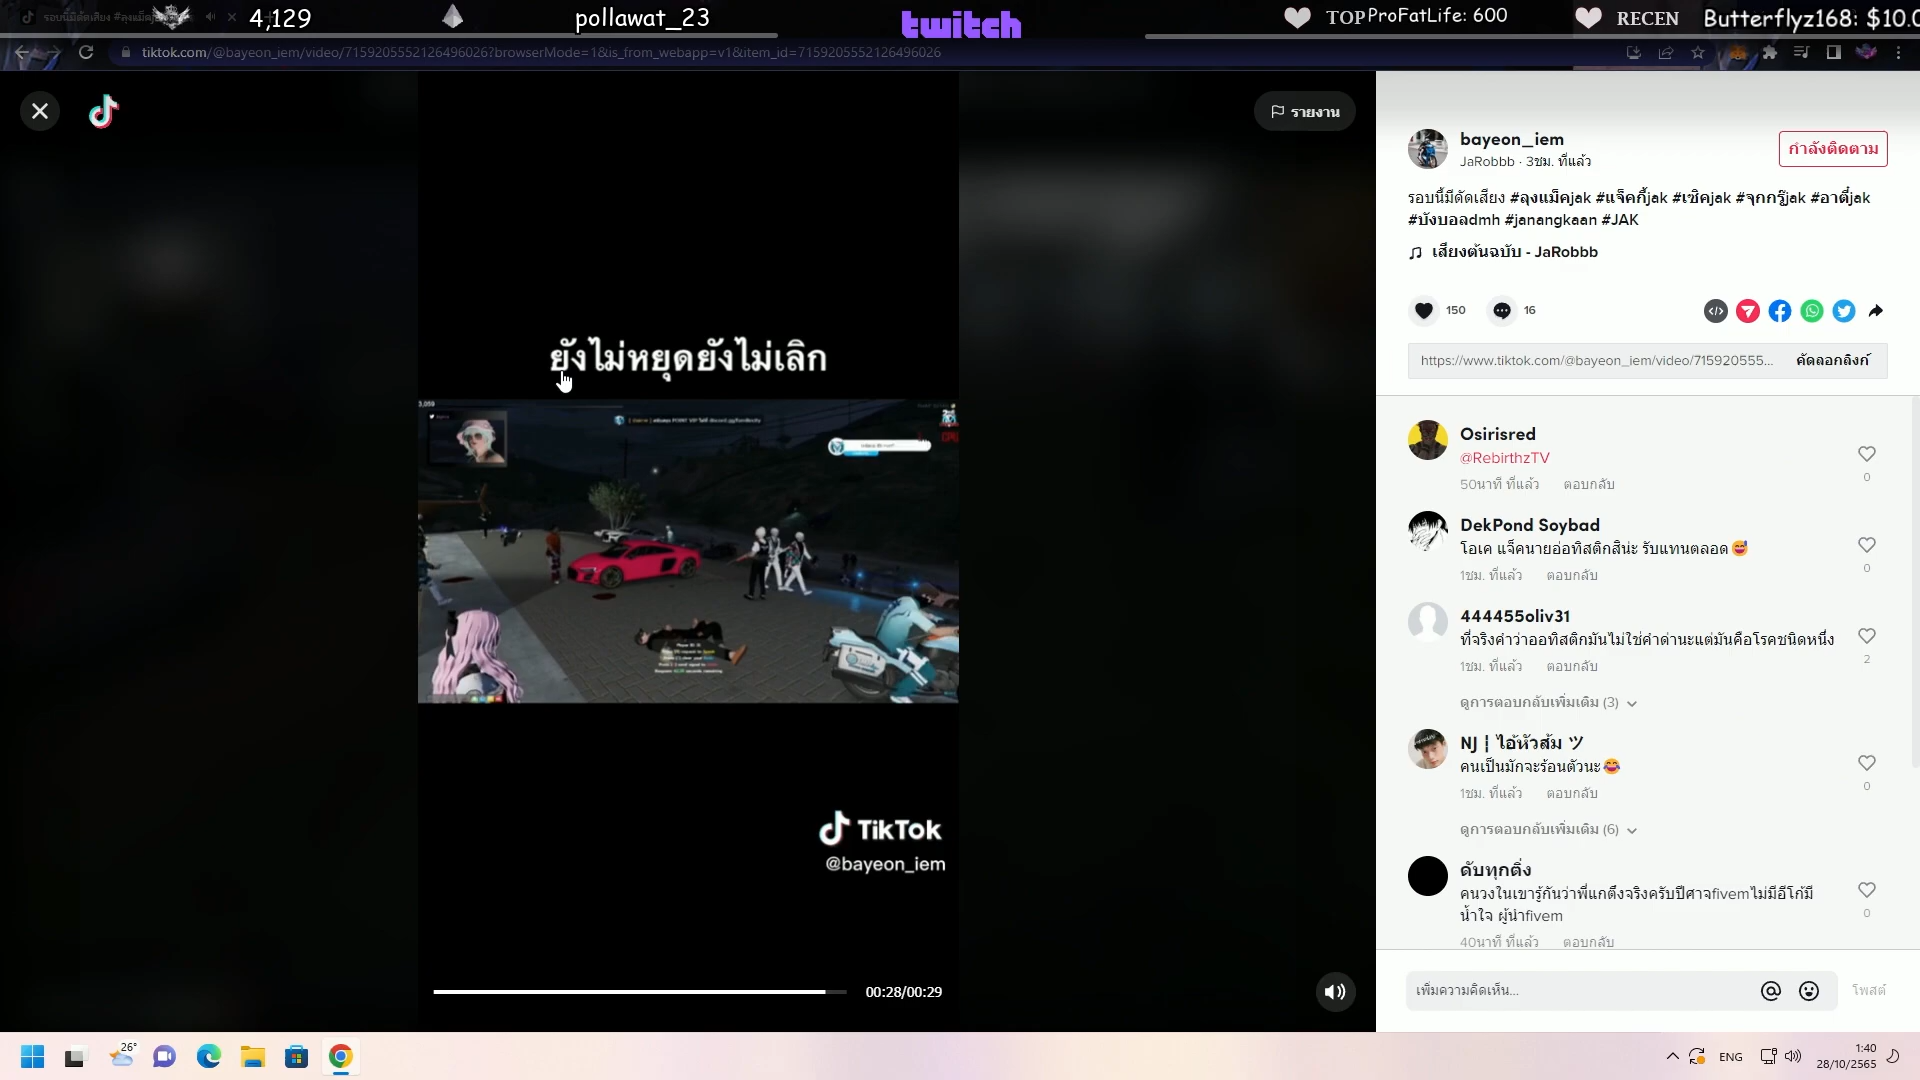 4,129
pollawat_23
twitch
TOP ProFatLife: 600
RECEN
Butterflyz168: $10.0
tiktok.com/@bayeon_iem/video/7159205552126496026?browserMode=1&is_from_webapp=v1&item_id=7159205552126496026
รายงาน
ยังไม่หยุดยังไม่เลิก
TikTok
@bayeon_iem
00:28/00:29
bayeon_iem
JaRobbb · 3ชม. ที่แล้ว
กำลังติดตาม
รอบนี้มีดัดเสียง #ลุงแม็คjak #แจ็คกี้jak #เซิคjak #จุกกรู๊jak #อาตี๋jak
#บังบอลdmh #janangkaan #JAK
เสียงต้นฉบับ - JaRobbb
150
16
https://www.tiktok.com/@bayeon_iem/video/715920555...
คัดลอกลิงก์
Osirisred
@RebirthzTV
50นาที ที่แล้ว ตอบกลับ
0
DekPond Soybad
โอเค แจ็คนายอ่อทิสติกสิน่ะ รับแทนตลอด😅
1ชม. ที่แล้ว ตอบกลับ
0
444455oliv31
ที่จริงคำว่าออทิสติกมันไม่ใช่คำด่านะแต่มันคือโรคชนิดหนึ่ง
1ชม. ที่แล้ว ตอบกลับ
2
ดูการตอบกลับเพิ่มเติม (3)
NJ ¦ ไอ้หัวส้ม ツ
คนเป็นมักจะร้อนตัวนะ😂
1ชม. ที่แล้ว ตอบกลับ
0
ดูการตอบกลับเพิ่มเติม (6)
ดับทุกติ่ง
คนวงในเขารู้กันว่าพี่แกตึงจริงครับปีศาจfivemไม่มีอีโก้มี
น้ำใจ ผู้นำfivem
40นาที ที่แล้ว ตอบกลับ
0
เพิ่มความคิดเห็น...
โพสต์
26°
ENG
1:40
28/10/2565